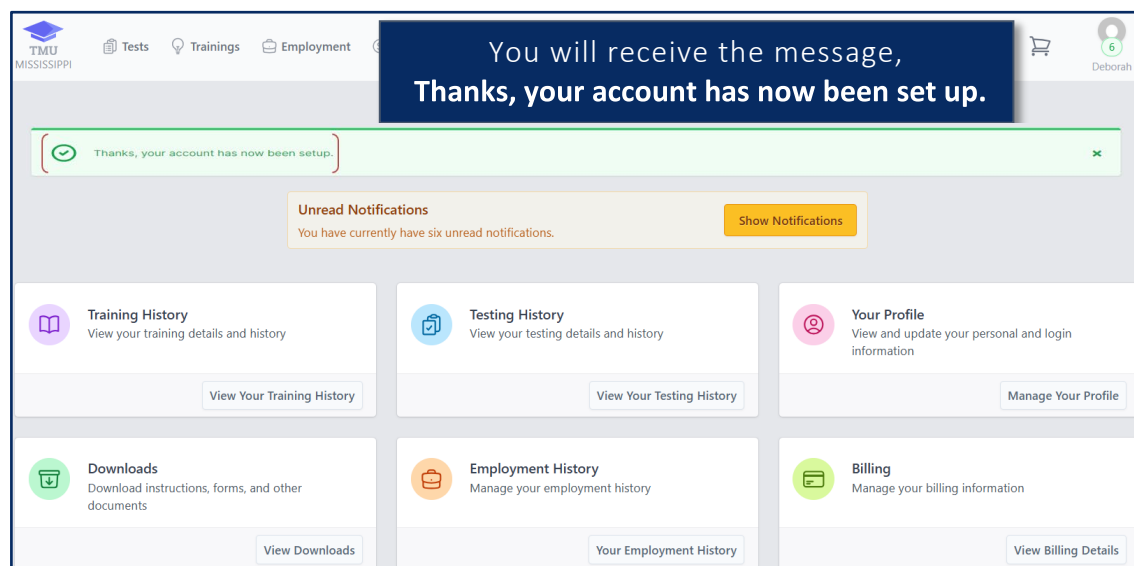 TMU
MISSISSIPPI
Tests
Trainings
Employment
You will receive the message,
Thanks, your account has now been set up.
6
Deborah
Thanks, your account has now been setup.
Unread Notifications
You have currently have six unread notifications.
Show Notifications
Training History
View your training details and history
View Your Training History
Testing History
View your testing details and history
View Your Testing History
Your Profile
View and update your personal and login
information
Manage Your Profile
Downloads
Download instructions, forms, and other
documents
View Downloads
Employment History
Manage your employment history
Your Employment History
Billing
Manage your billing information
View Billing Details